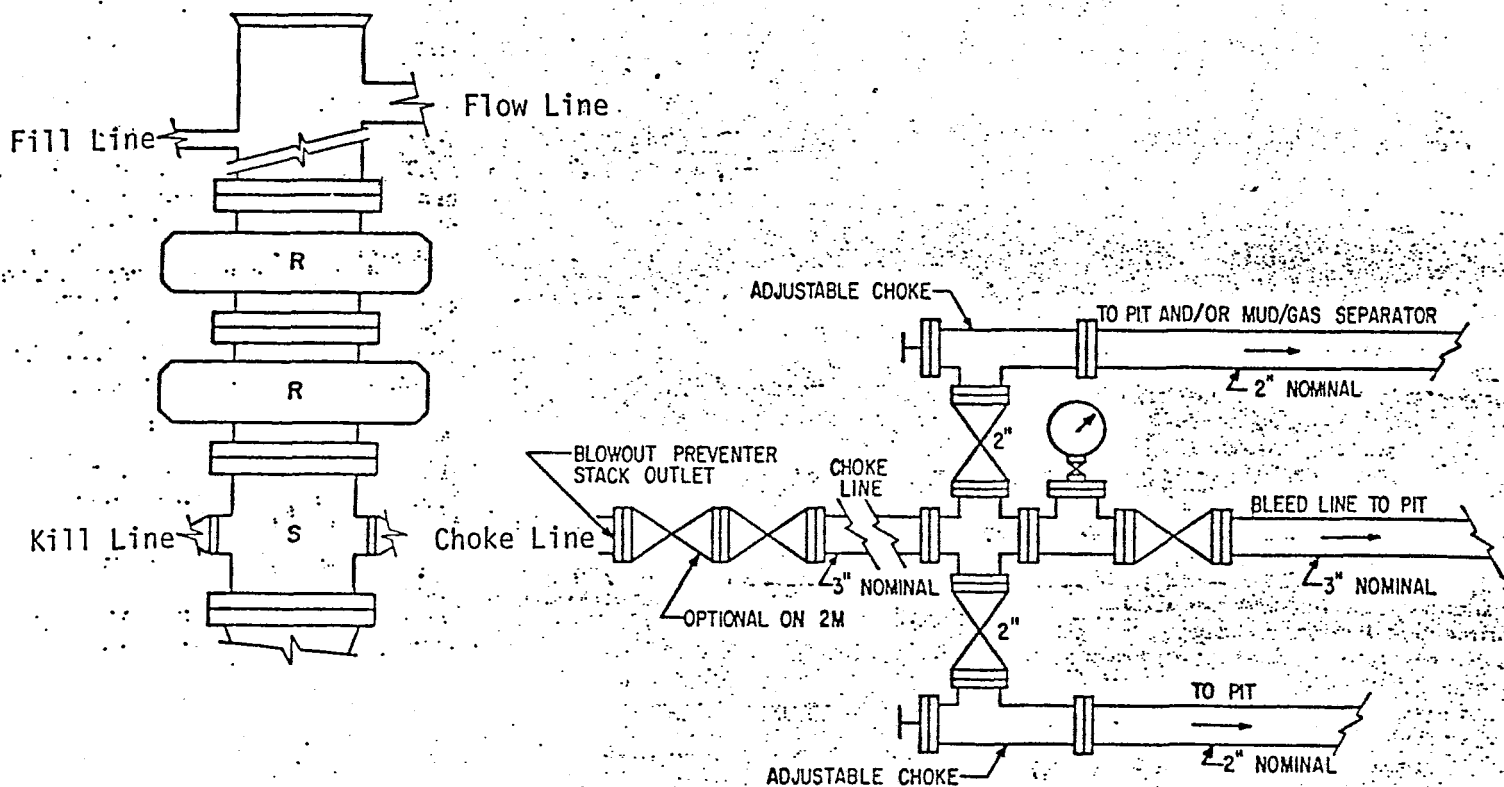 Flow Line
Fill Line
R
R
Kill Line
S
Choke Line
ADJUSTABLE CHOKE
TO PIT AND/OR MUD/GAS SEPARATOR
2" NOMINAL
2"
BLOWOUT PREVENTER
STACK OUTLET
CHOKE
LINE
BLEED LINE TO PIT
3" NOMINAL
3" NOMINAL
OPTIONAL ON 2M
2"
TO PIT
2" NOMINAL
ADJUSTABLE CHOKE